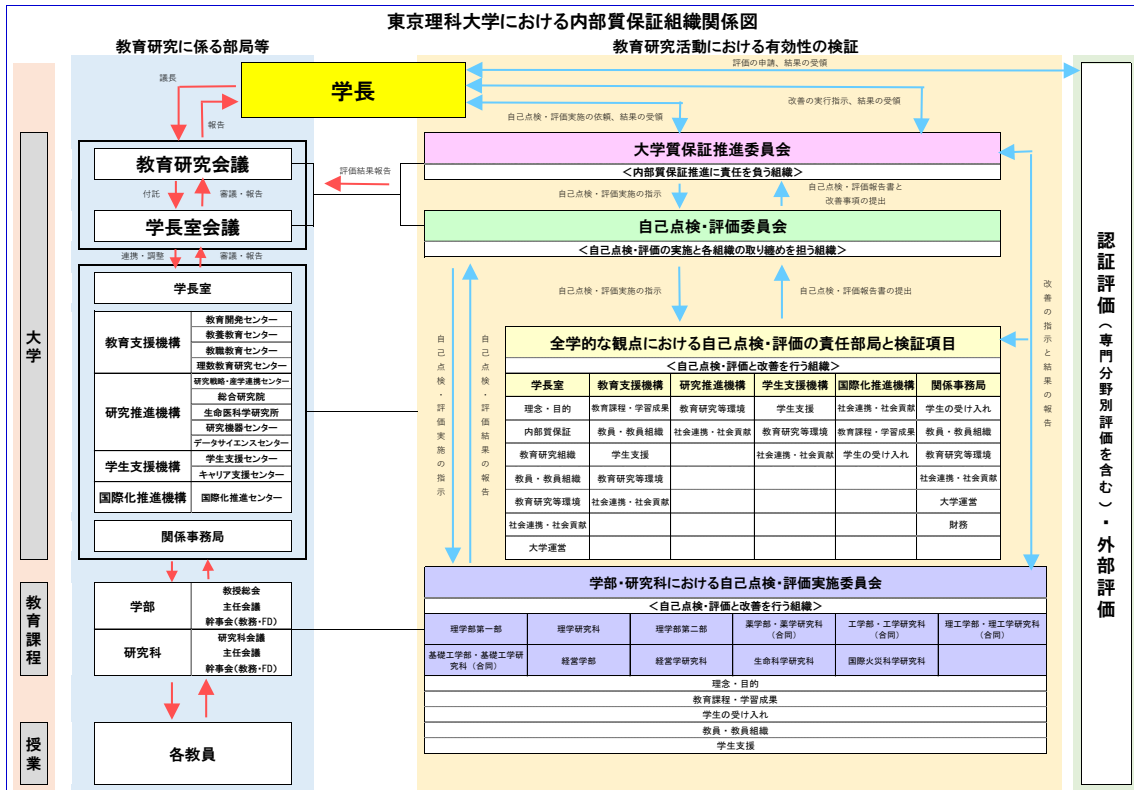 東京理科大学における内部質保証組織関係図
教育研究に係る部局等
教育研究活動における有効性の検証
大学
教育課程
授業
学長
議長
報告
教育研究会議
付託
審議・報告
学長室会議
連携・調整
審議・報告
学長室
教育支援機構
教育開発センター
教養教育センター
教職教育センター
理数教育研究センター
研究推進機構
研究戦略・産学連携センター
総合研究院
生命医科学研究所
研究機器センター
データサイエンスセンター
学生支援機構
学生支援センター
キャリア支援センター
国際化推進機構
国際化推進センター
関係事務局
学部
教授総会
主任会議
幹事会(教務・FD)
研究科
研究科会議
主任会議
幹事会(教務・FD)
各教員
評価の申請、結果の受領
改善の実行指示、結果の受領
自己点検・評価実施の依頼、結果の受領
評価結果報告
大学質保証推進委員会
<内部質保証推進に責任を負う組織>
自己点検・評価実施の指示
自己点検・評価報告書と
改善事項の提出
自己点検・評価委員会
<自己点検・評価の実施と各組織の取り纏めを担う組織>
自己点検・評価実施の指示
自己点検・評価報告書の提出
自己点検・評価実施の指示
自己点検・評価結果の報告
改善の指示と結果の報告
全学的な観点における自己点検・評価の責任部局と検証項目
<自己点検・評価と改善を行う組織>
学長室 教育支援機構 研究推進機構 学生支援機構 国際化推進機構 関係事務局
理念・目的 教育課程・学習成果 教育研究等環境 学生支援 社会連携・社会貢献 学生の受け入れ
内部質保証 教員・教員組織 社会連携・社会貢献 教育研究等環境 教育課程・学習成果 教員・教員組織
教育研究組織 学生支援 社会連携・社会貢献 学生の受け入れ 教育研究等環境
教員・教員組織 教育研究等環境 社会連携・社会貢献
教育研究等環境 社会連携・社会貢献 大学運営
社会連携・社会貢献 財務
大学運営
学部・研究科における自己点検・評価実施委員会
<自己点検・評価と改善を行う組織>
理学部第一部 理学研究科 理学部第二部 薬学部・薬学研究科(合同) 工学部・工学研究科(合同) 理工学部・理工学研究科(合同)
基礎工学部・基礎工学研究科(合同) 経営学部 経営学研究科 生命科学研究科 国際火災科学研究科
理念・目的
教育課程・学習成果
学生の受け入れ
教員・教員組織
学生支援
認証評価(専門分野別評価を含む)・外部評価